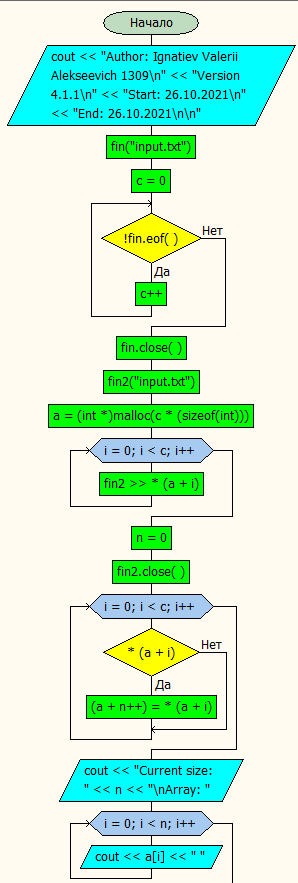 Начало
cout << "Author: Ignatiev Valerii
Alekseevich 1309\n" << "Version
4.1.1\n" << "Start: 26.10.2021\n"
<< "End: 26.10.2021\n\n"
fin("input.txt")
c = 0
!fin.eof( )
Нет
Да
c++
fin.close( )
fin2("input.txt")
a = (int *)malloc(c * (sizeof(int)))
i = 0; i < c; i++
fin2 >> * (a + i)
n = 0
fin2.close( )
i = 0; i < c; i++
* (a + i)
Нет
Да
(a + n++) = * (a + i)
cout << "Current size:
" << n << "\nArray: "
i = 0; i < n; i++
cout << a[i] << " "